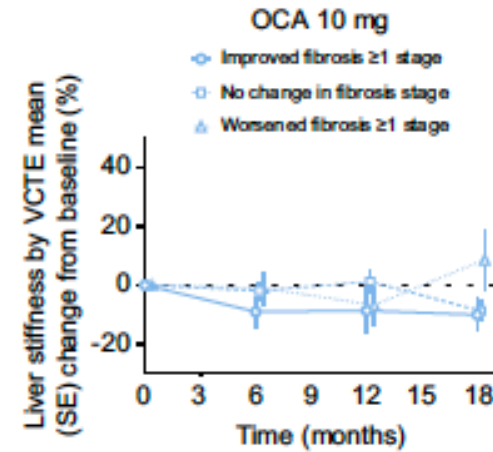 OCA 10 mg
Improved fibrosis ≥1 stage
No change in fibrosis stage
Worsened fibrosis ≥1 stage
Liver stiffness by VCTE mean
(SE) change from baseline (%)
40
20
0
-20
0 3 6 9 12 15 18
Time (months)